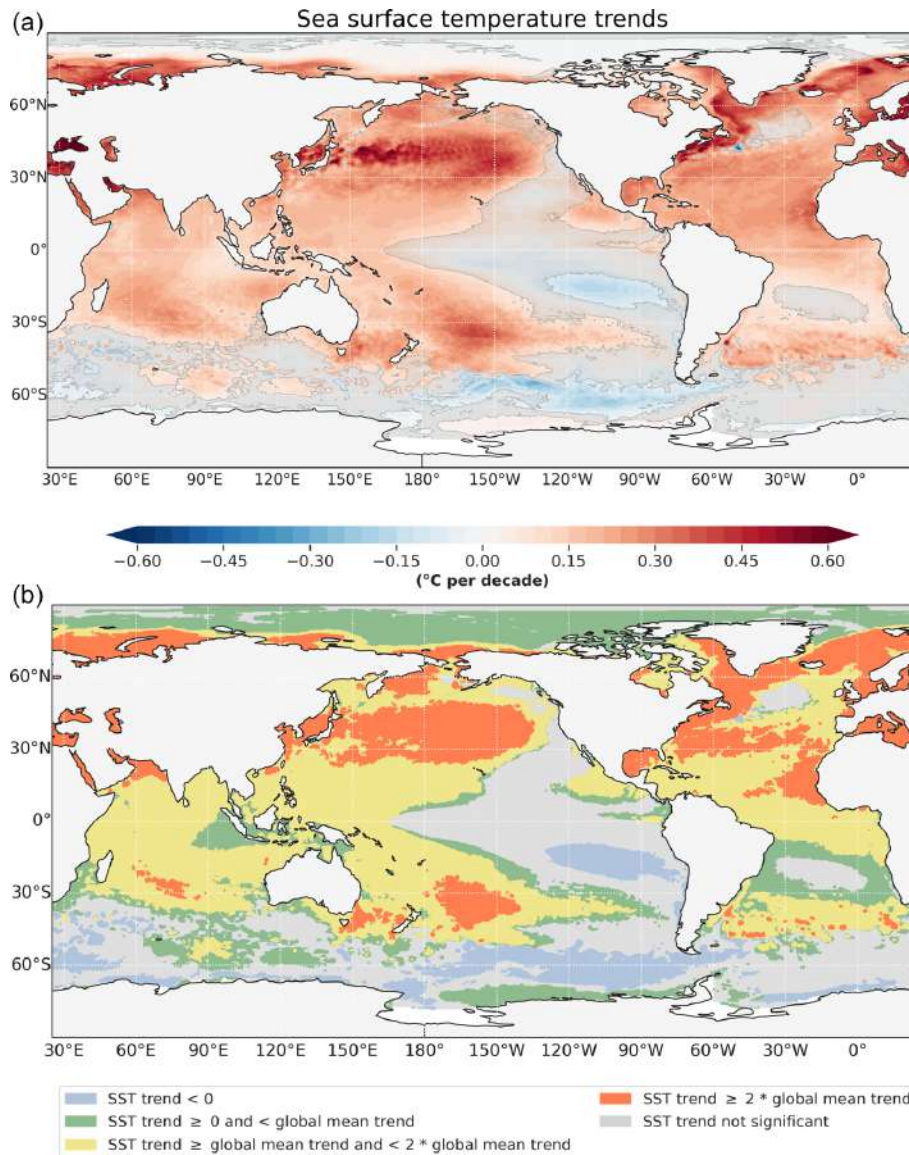 (a)
Sea surface temperature trends
60°N
30°N
0°
30°S
60°S
30°E 60°E 90°E 120°E 150°E 180° 150°W 120°W 90°W 60°W 30°W 0°
−0.60 −0.45 −0.30 −0.15 0.00 0.15 0.30 0.45 0.60
(°C per decade)
(b)
60°N
30°N
0°
30°S
60°S
30°E 60°E 90°E 120°E 150°E 180° 150°W 120°W 90°W 60°W 30°W 0°
SST trend < 0
SST trend ≥ 0 and < global mean trend
SST trend ≥ global mean trend and < 2 * global mean trend
SST trend ≥ 2 * global mean trend
SST trend not significant